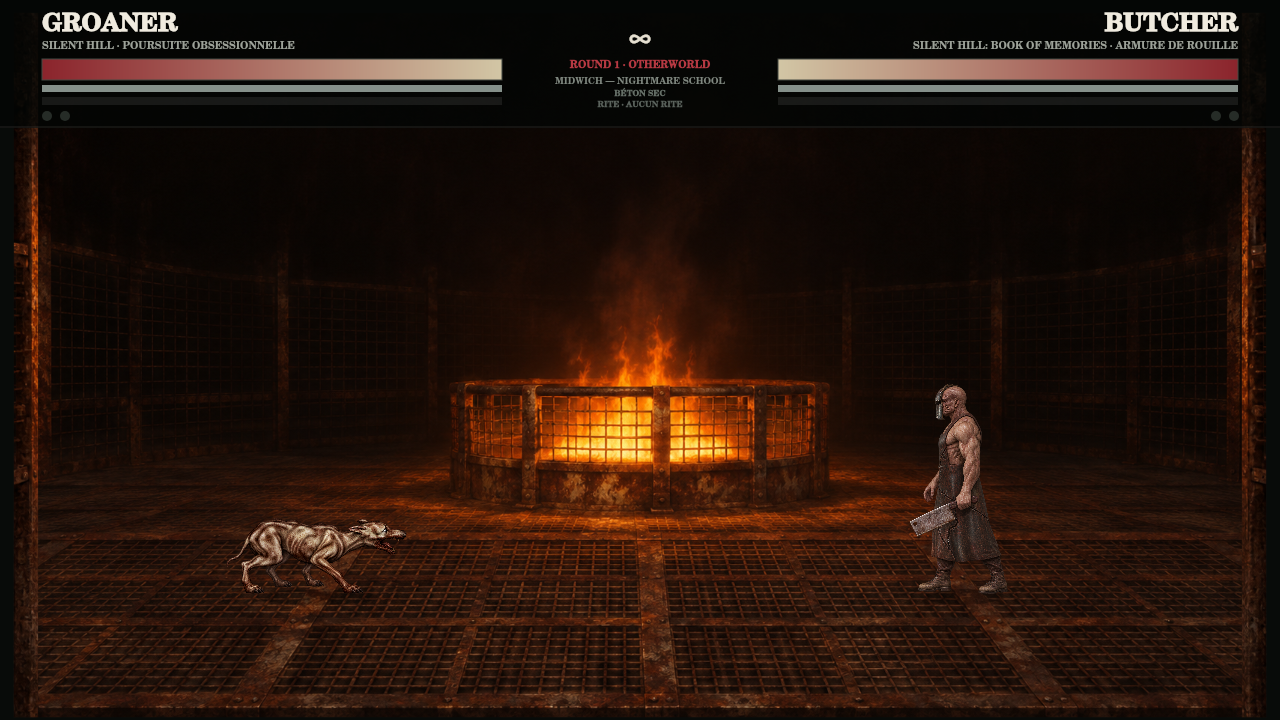 GROANER
SILENT HILL · POURSUITE OBSESSIONNELLE
∞
ROUND 1 · OTHERWORLD
MIDWICH — NIGHTMARE SCHOOL
BÉTON SEC
RITE · AUCUN RITE
BUTCHER
SILENT HILL: BOOK OF MEMORIES · ARMURE DE ROUILLE